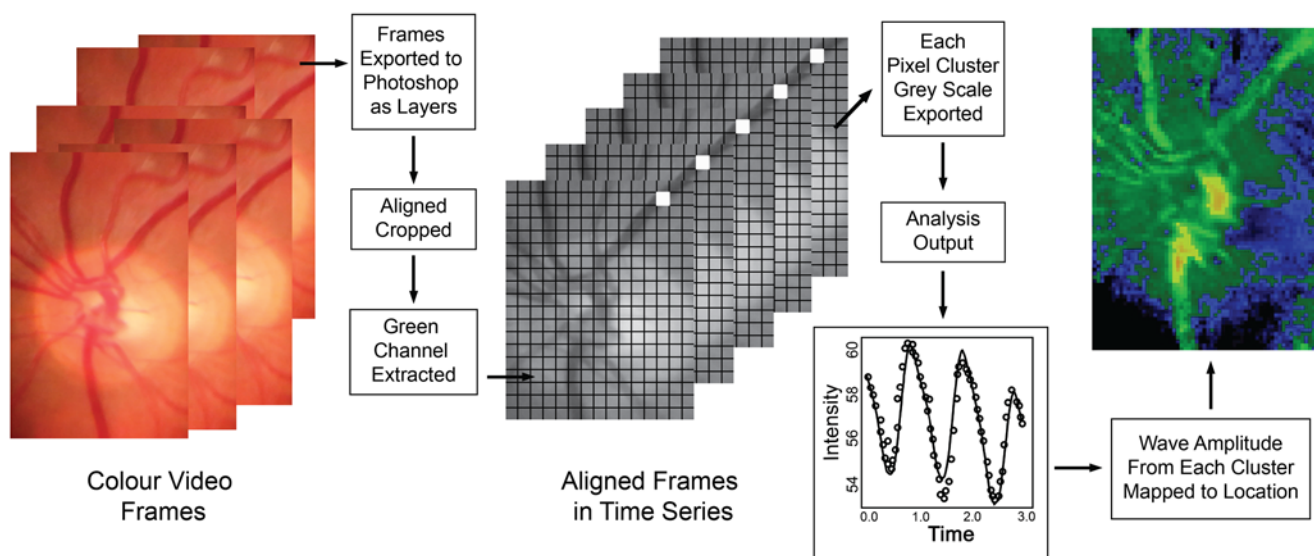 Frames
Exported to
Photoshop
as Layers
Aligned
Cropped
Green
Channel
Extracted
Colour Video
Frames
Aligned Frames
in Time Series
Each
Pixel Cluster
Grey Scale
Exported
Analysis
Output
Intensity
60
58
56
54
0.0 1.0 2.0 3.0
Time
Wave Amplitude
From Each Cluster
Mapped to Location